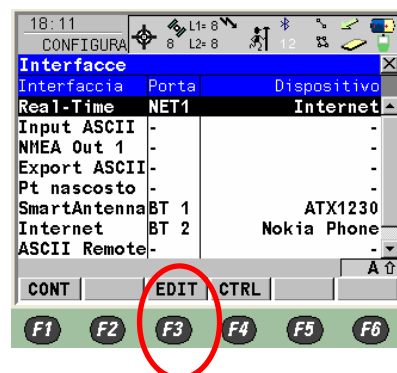 18:11 L1= 8
CONFIGURA 8 L2= 8 12
Interfacce X
Interfaccia Porta Dispositivo
Real-Time NET1 Internet
Input ASCII - -
NMEA Out 1 - -
Export ASCII - -
Pt nascosto - -
SmartAntenna BT 1 ATX1230
Internet BT 2 Nokia Phone
ASCII Remote - -
A
CONT EDIT CTRL
F1 F2 F3 F4 F5 F6